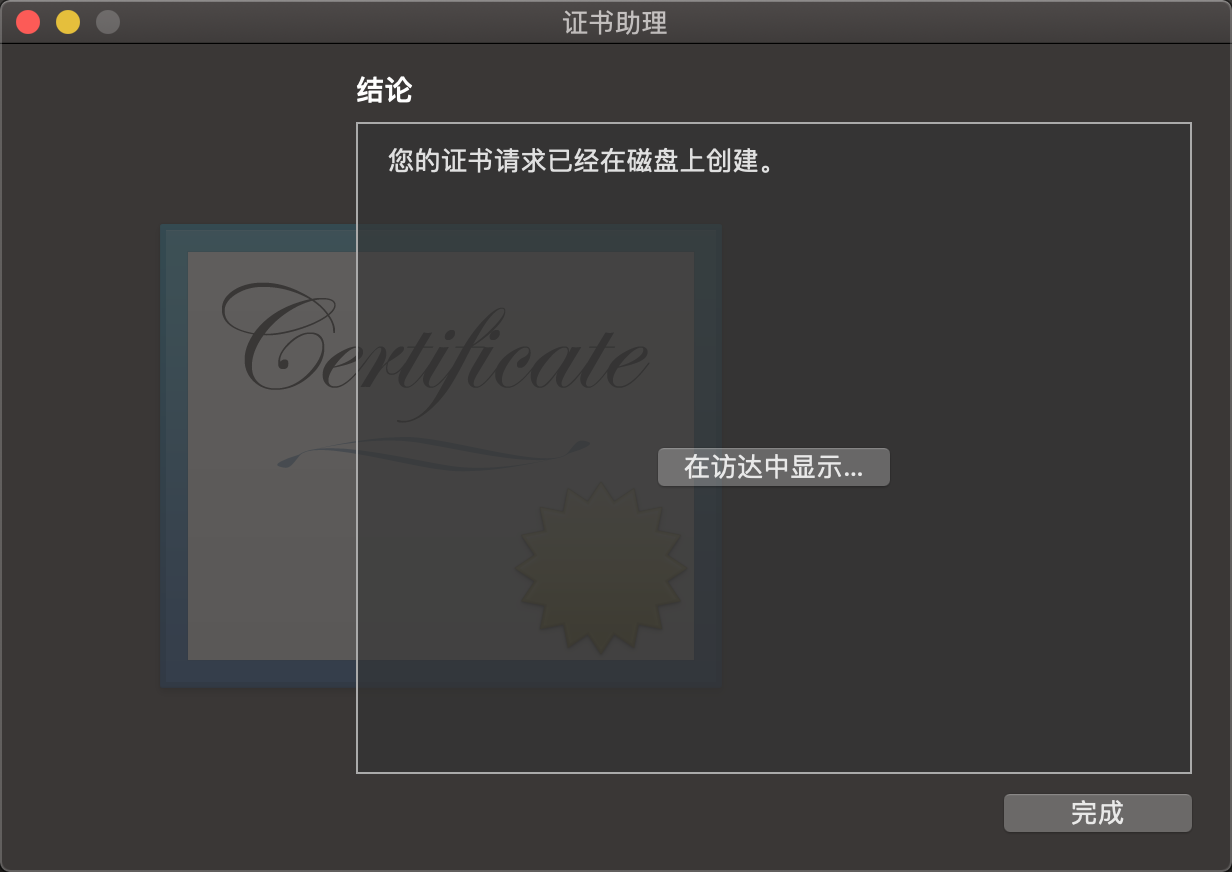 证书助理
结论
您的证书请求已经在磁盘上创建。
Certificate
在访达中显示...
完成